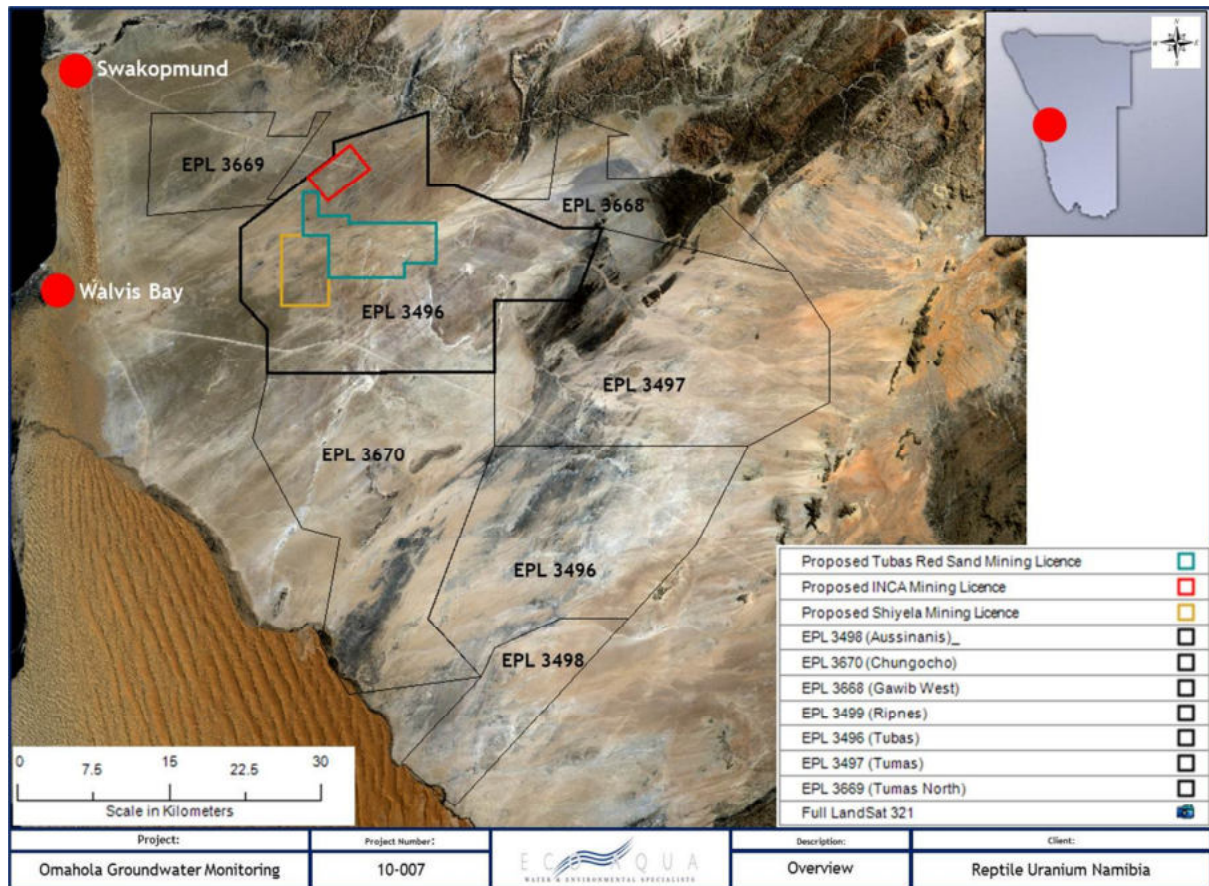 Swakopmund
Walvis Bay
EPL 3669
EPL 3668
EPL 3496
EPL 3497
EPL 3670
EPL 3496
EPL 3498
N
W
E
S
Proposed Tubas Red Sand Mining Licence
Proposed INCA Mining Licence
Proposed Shiyela Mining Licence
EPL 3498 (Aussinanis)_
EPL 3670 (Chungocho)
EPL 3668 (Gawib West)
EPL 3499 (Ripnes)
EPL 3496 (Tubas)
EPL 3497 (Tumas)
EPL 3669 (Tumas North)
Full LandSat 321
0 7.5 15 22.5 30
Scale in Kilometers
Project:
Omahola Groundwater Monitoring
Project Number:
10-007
ECOAQUA
WATER & ENVIRONMENTAL SPECIALISTS
Description:
Overview
Client:
Reptile Uranium Namibia